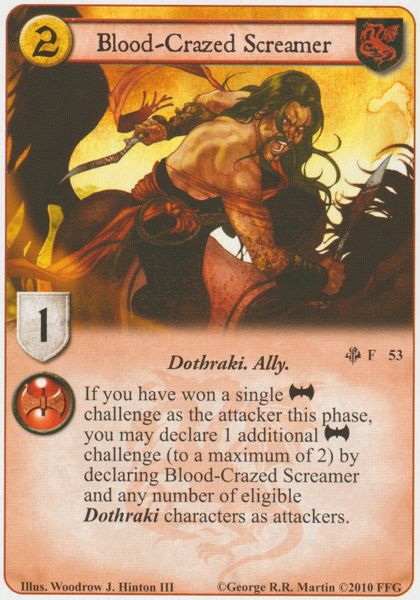 2
Blood-Crazed Screamer
1
F 53
Dothraki. Ally.
If you have won a single
challenge as the attacker this phase,
you may declare 1 additional
challenge (to a maximum of 2) by
declaring Blood-Crazed Screamer
and any number of eligible
Dothraki characters as attackers.
Illus. Woodrow J. Hinton III ©George R.R. Martin ©2010 FFG